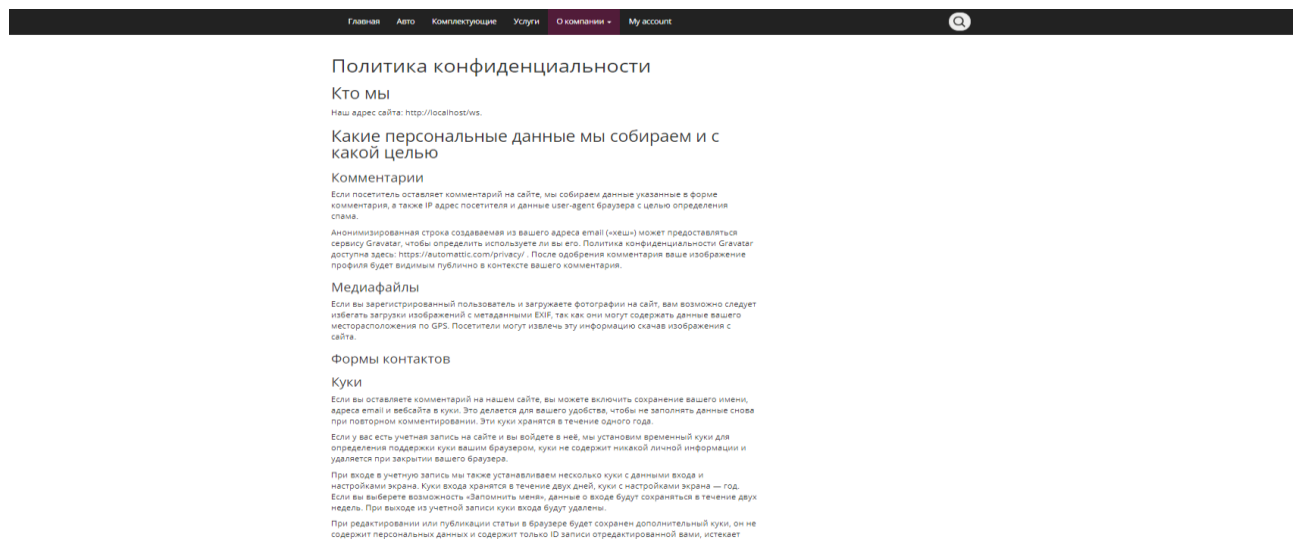 Главная Авто Комплектующие Услуги О компании My account
Политика конфиденциальности
Кто мы
Наш адрес сайта: http://localhost/ws.
Какие персональные данные мы собираем и с
какой целью
Комментарии
Если посетитель оставляет комментарий на сайте, мы собираем данные указанные в форме
комментария, а также IP адрес посетителя и данные user-agent браузера с целью определения
спама.
Анонимизированная строка создаваемая из вашего адреса email («хеш») может предоставляться
сервису Gravatar, чтобы определить используете ли вы его. Политика конфиденциальности Gravatar
доступна здесь: https://automattic.com/privacy/ . После одобрения комментария ваше изображение
профиля будет видимым публично в контексте вашего комментария.
Медиафайлы
Если вы зарегистрированный пользователь и загружаете фотографии на сайт, вам возможно следует
избегать загрузки изображений с метаданными EXIF, так как они могут содержать данные вашего
месторасположения по GPS. Посетители могут извлечь эту информацию скачав изображения с
сайта.
Формы контактов
Куки
Если вы оставляете комментарий на нашем сайте, вы можете включить сохранение вашего имени,
адреса email и вебсайта в куки. Это делается для вашего удобства, чтобы не заполнять данные снова
при повторном комментировании. Эти куки хранятся в течение одного года.
Если у вас есть учетная запись на сайте и вы войдете в неё, мы установим временный куки для
определения поддержки куки вашим браузером, куки не содержит никакой личной информации и
удаляется при закрытии вашего браузера.
При входе в учетную запись мы также устанавливаем несколько куки с данными входа и
настройками экрана. Куки входа хранятся в течение двух дней, куки с настройками экрана — год.
Если вы выберете возможность «Запомнить меня», данные о входе будут сохраняться в течение двух
недель. При выходе из учетной записи куки входа будут удалены.
При редактировании или публикации статьи в браузере будет сохранен дополнительный куки, он не
содержит персональных данных и содержит только ID записи отредактированной вами, истекает